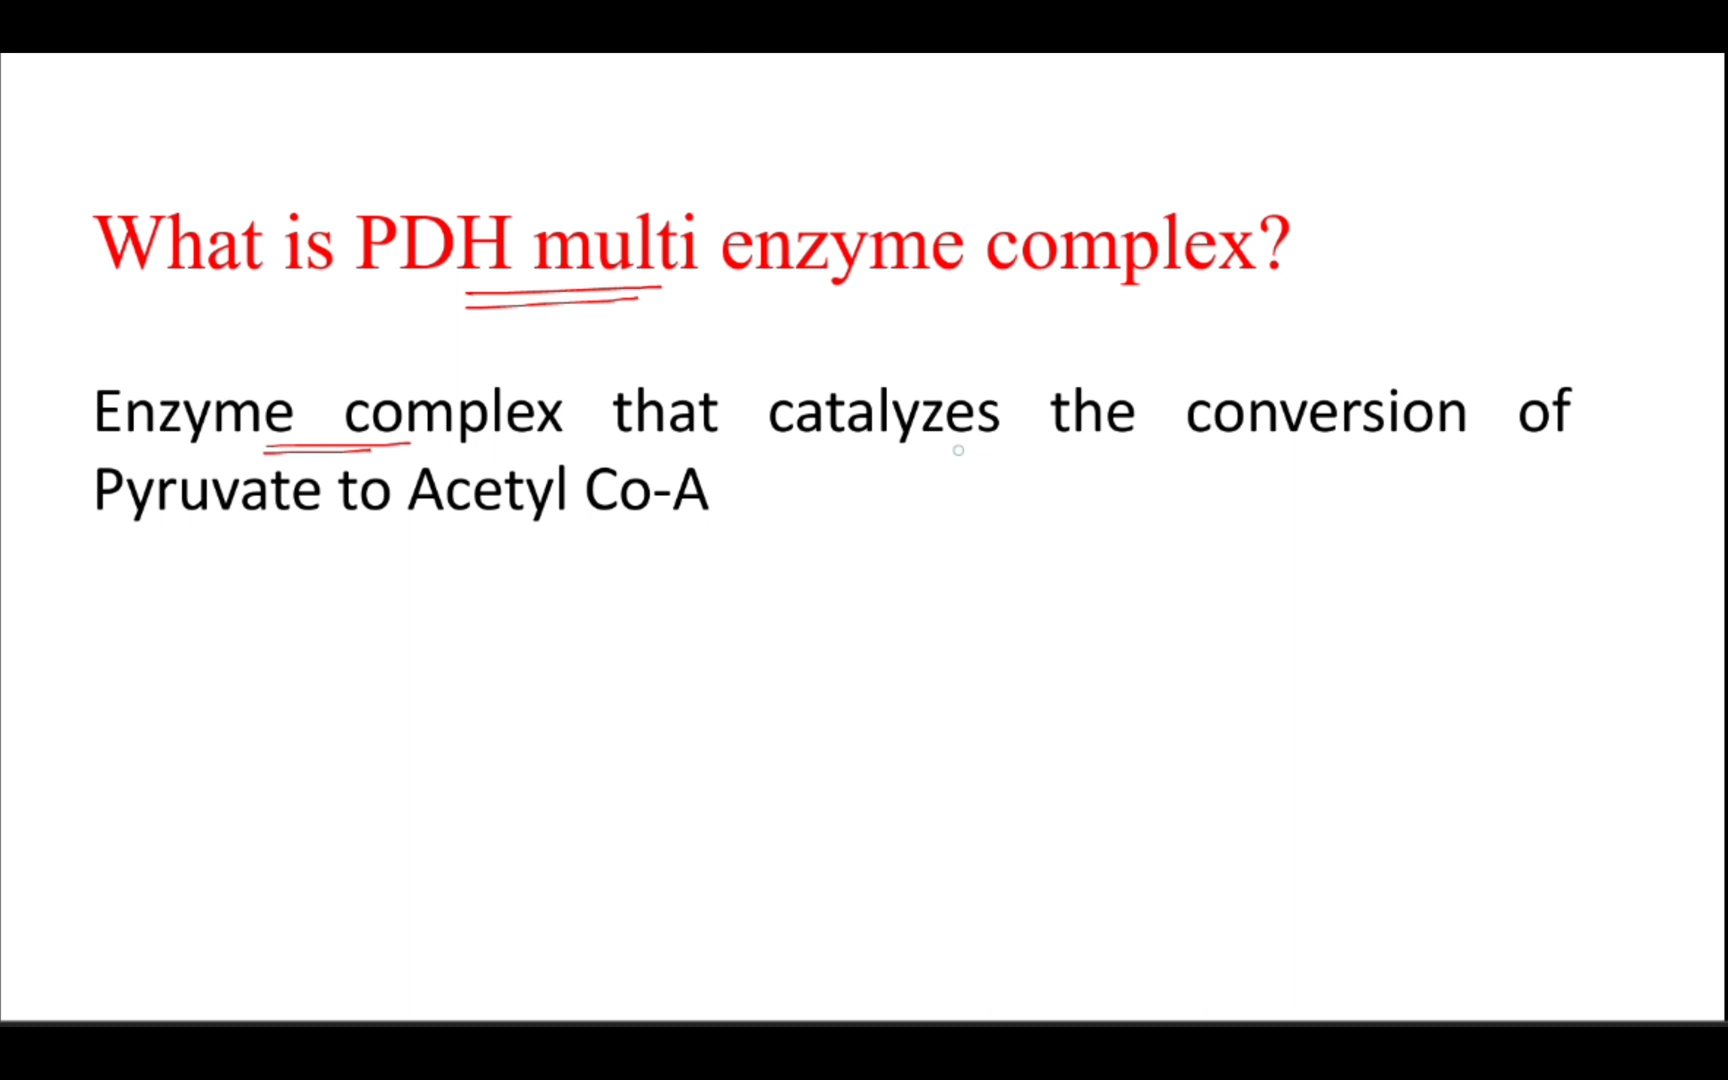 What is PDH multi enzyme complex?
Enzyme complex that catalyzes the conversion of
Pyruvate to Acetyl Co-A